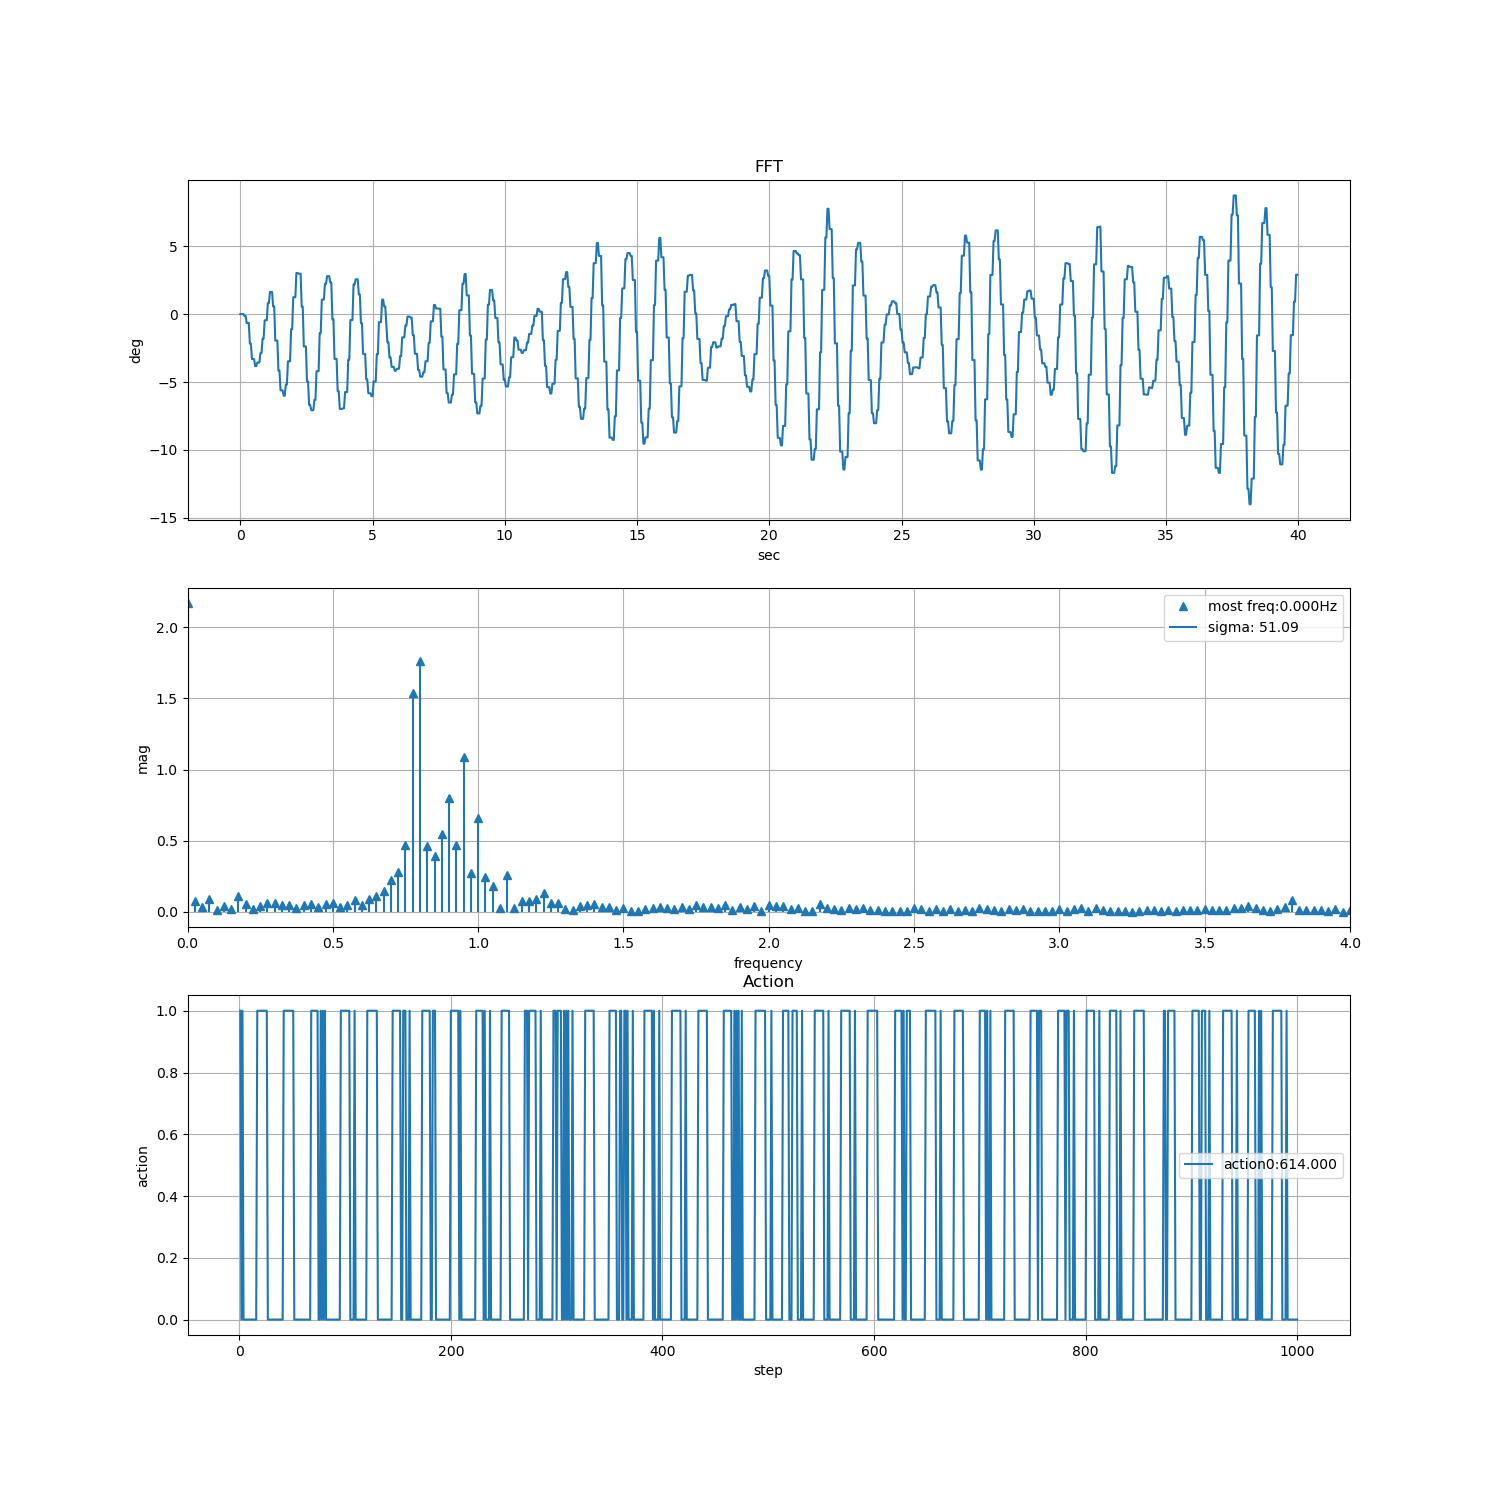 FFT
5
0
−5
−10
−15
deg
0 5 10 15 20 25 30 35 40
sec
most freq:0.000Hz
sigma: 51.09
2.0
1.5
1.0
0.5
0.0
mag
0.0 0.5 1.0 1.5 2.0 2.5 3.0 3.5 4.0
frequency
Action
1.0
0.8
0.6
0.4
0.2
0.0
action
action0:614.000
0 200 400 600 800 1000
step